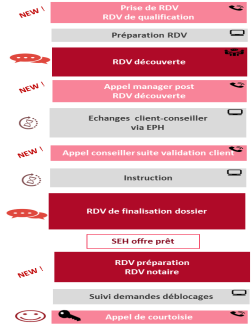 NEW !
Prise de RDV
RDV de qualification
Préparation RDV
RDV découverte
NEW !
Appel manager post
RDV découverte
Echanges client-conseiller
via EPH
NEW !
Appel conseiller suite validation client
Instruction
RDV de finalisation dossier
SEH offre prêt
NEW !
RDV préparation
RDV notaire
Suivi demandes déblocages
Appel de courtoisie